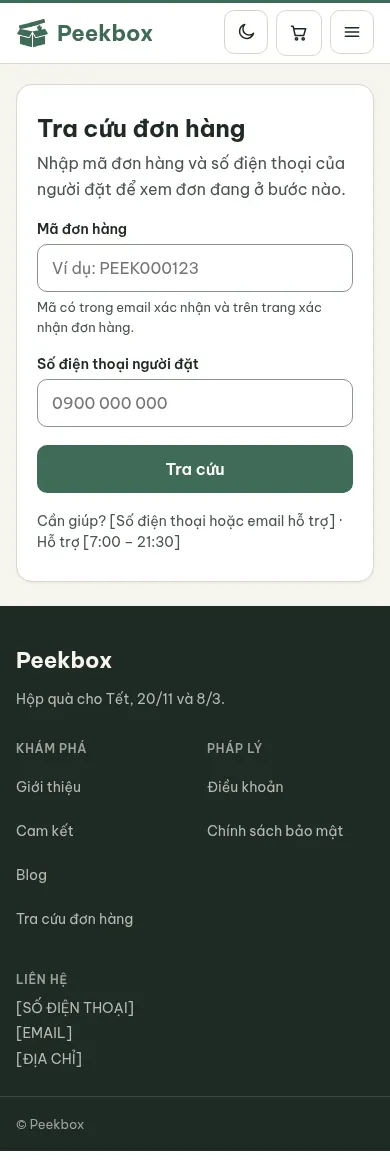 Peekbox
Tra cứu đơn hàng
Nhập mã đơn hàng và số điện thoại của
người đặt để xem đơn đang ở bước nào.
Mã đơn hàng
Ví dụ: PEEK000123
Mã có trong email xác nhận và trên trang xác
nhận đơn hàng.
Số điện thoại người đặt
0900 000 000
Tra cứu
Cần giúp? [Số điện thoại hoặc email hỗ trợ] ·
Hỗ trợ [7:00 – 21:30]
Peekbox
Hộp quà cho Tết, 20/11 và 8/3.
KHÁM PHÁ
Giới thiệu
Cam kết
Blog
Tra cứu đơn hàng
PHÁP LÝ
Điều khoản
Chính sách bảo mật
LIÊN HỆ
[SỐ ĐIỆN THOẠI]
[EMAIL]
[ĐỊA CHỈ]
© Peekbox